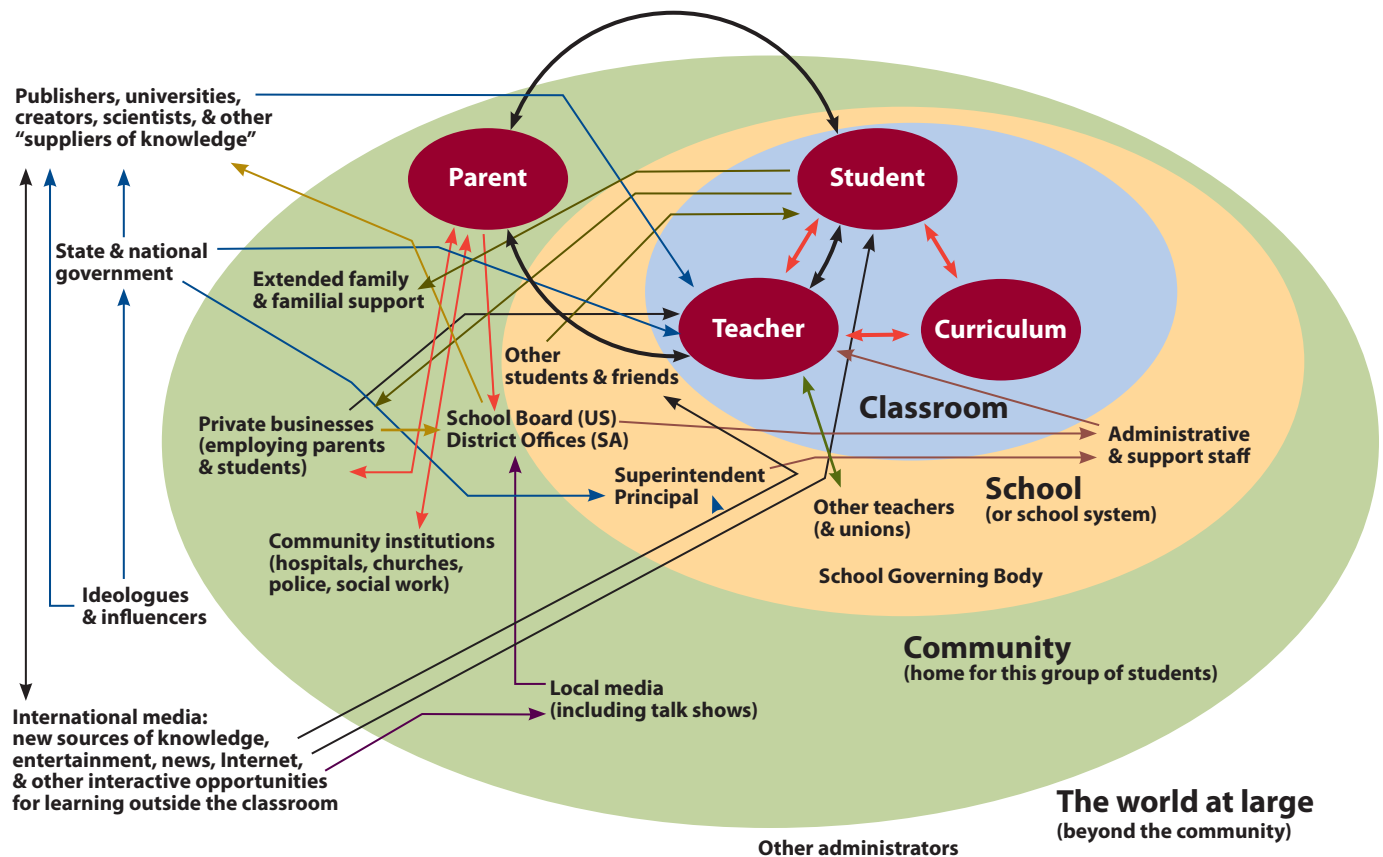 Publishers, universities,
creators, scientists, & other
“suppliers of knowledge”
Parent
Student
State & national
government
Extended family
& familial support
Teacher
Curriculum
Other
students & friends
Classroom
Private businesses
(employing parents
& students)
School Board (US)
District Offices (SA)
Administrative
& support staff
Superintendent
Principal
School
(or school system)
Other teachers
(& unions)
Community institutions
(hospitals, churches,
police, social work)
School Governing Body
Ideologues
& influencers
Community
(home for this group of students)
Local media
(including talk shows)
International media:
new sources of knowledge,
entertainment, news, Internet,
& other interactive opportunities
for learning outside the classroom
The world at large
(beyond the community)
Other administrators